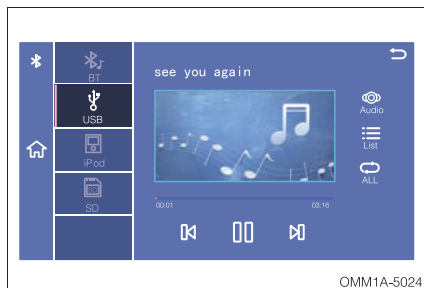 BT
USB
iPod
SD
see you again
00:01
03:16
Audio
List
ALL
OMM1A-5024